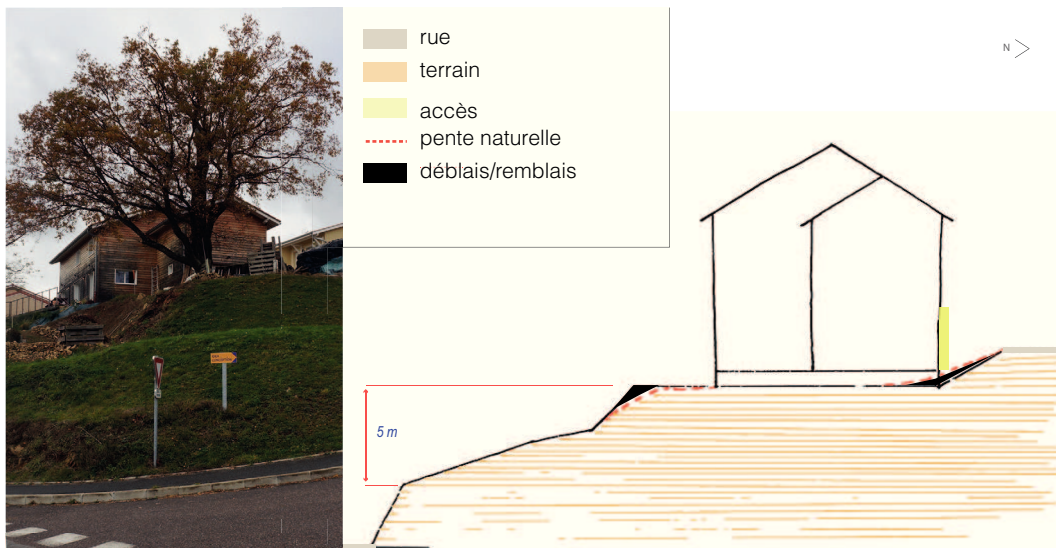 rue
terrain
accès
pente naturelle
déblais/remblais
N
5 m